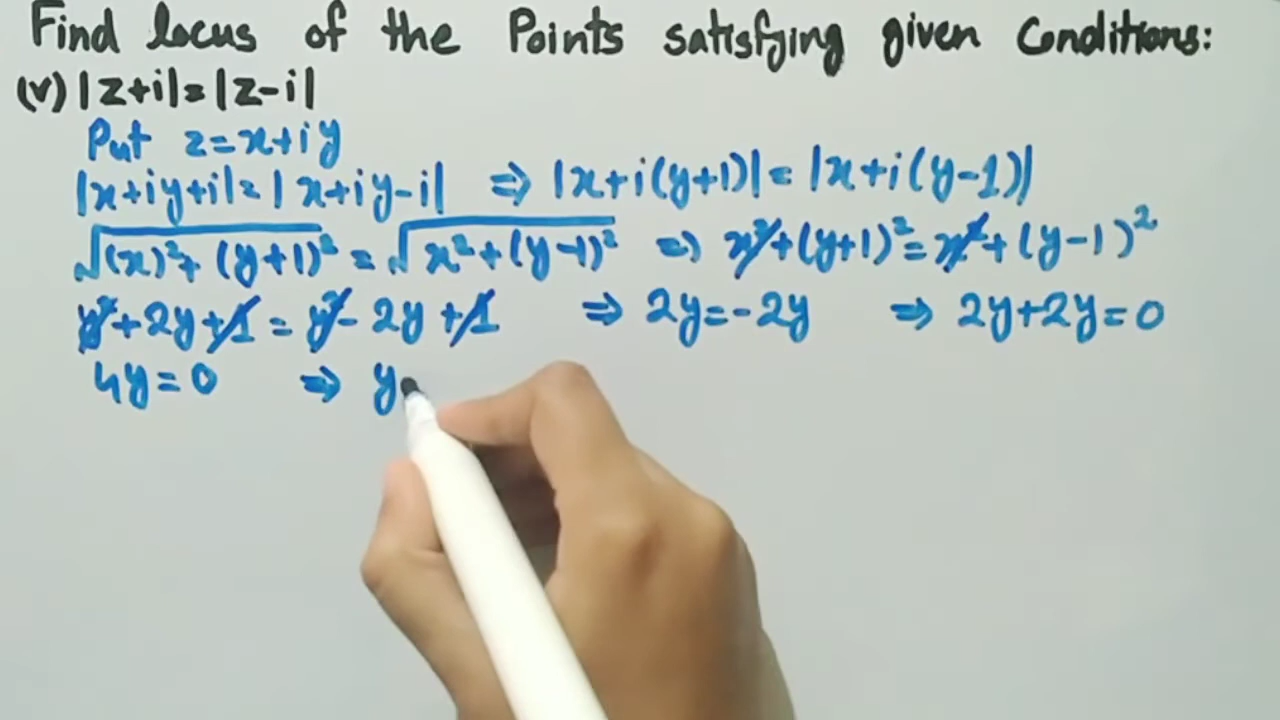 Find locus of the Points satisfying given Conditions:
(v) |z+i|=|z-i|
Put z=x+iy
|x+iy+i|=|x+iy-i| ⇒ |x+i(y+1)|=|x+i(y-1)|
√(x)²+(y+1)² = √x²+(y-1)² ⇒ x²+(y+1)²=x²+(y-1)²
y²+2y+1=y²-2y+1 ⇒ 2y=-2y ⇒ 2y+2y=0
4y=0 ⇒ y